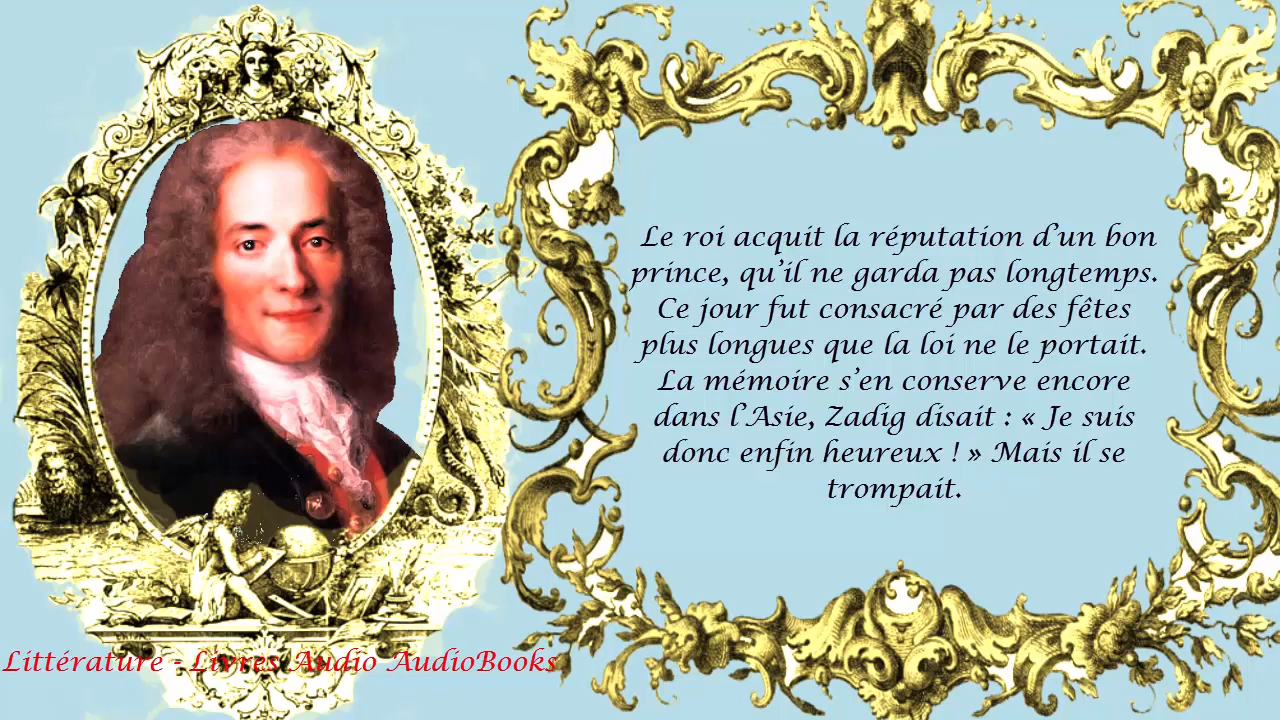 Le roi acquit la réputation d'un bon
prince, qu'il ne garda pas longtemps.
Ce jour fut consacré par des fêtes
plus longues que la loi ne le portait.
La mémoire s'en conserve encore
dans l'Asie, Zadig disait : « Je suis
donc enfin heureux ! » Mais il se
trompait.
Littérature - Livres Audio AudioBooks